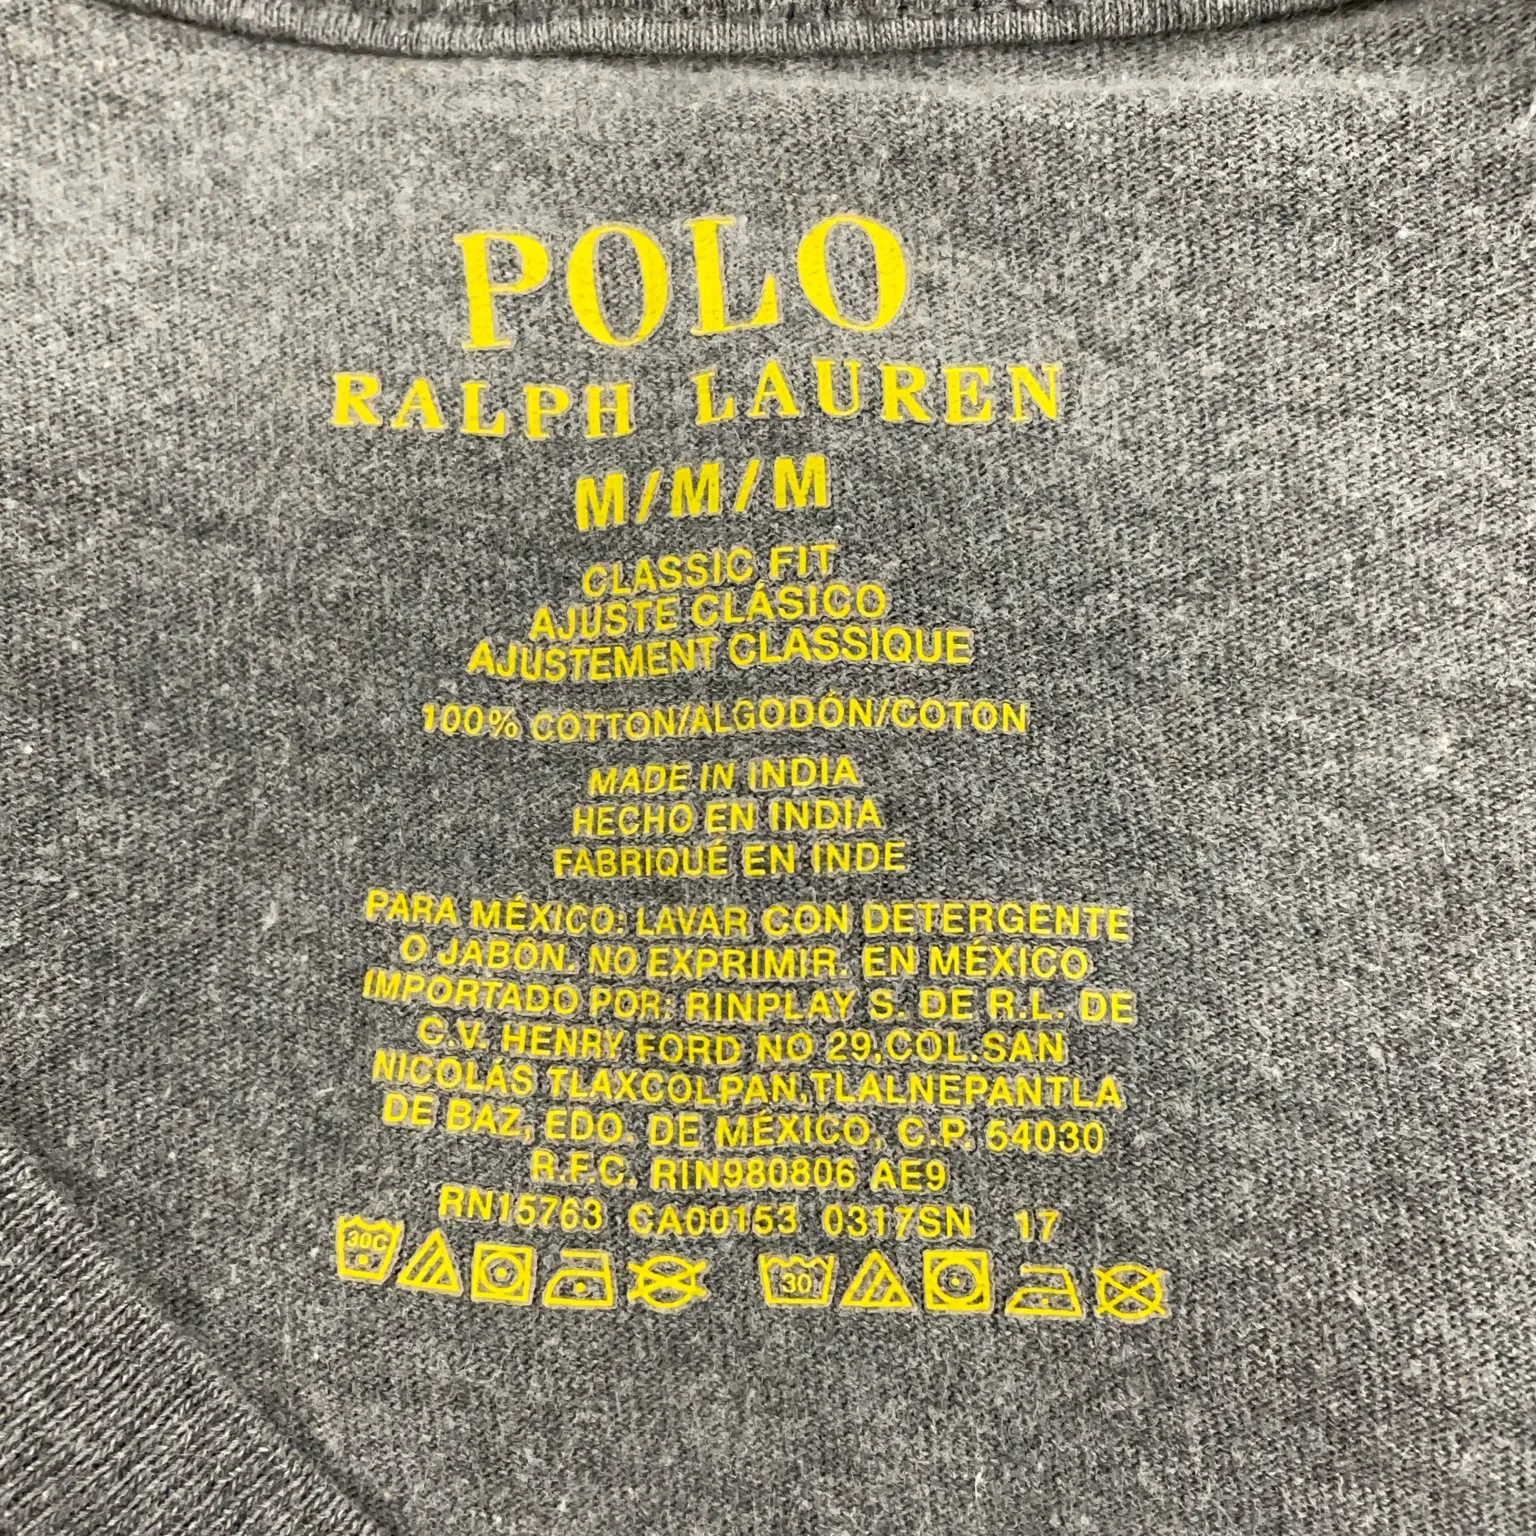 POLO
RALPH LAUREN
M/M/M
CLASSIC FIT
AJUSTE CLÁSICO
AJUSTEMENT CLASSIQUE
100% COTTON/ALGODÓN/COTON
MADE IN INDIA
HECHO EN INDIA
FABRIQUÉ EN INDE
PARA MÉXICO: LAVAR CON DETERGENTE
O JABÓN. NO EXPRIMIR. EN MÉXICO
IMPORTADO POR: RINPLAY S. DE R.L. DE
C.V. HENRY FORD NO 29,COL.SAN
NICOLÁS TLAXCOLPAN,TLALNEPANTLA
DE BAZ, EDO. DE MÉXICO, C.P. 54030
R.F.C. RIN980806 AE9
RN15763 CA00153 0317SN 17
30C 30